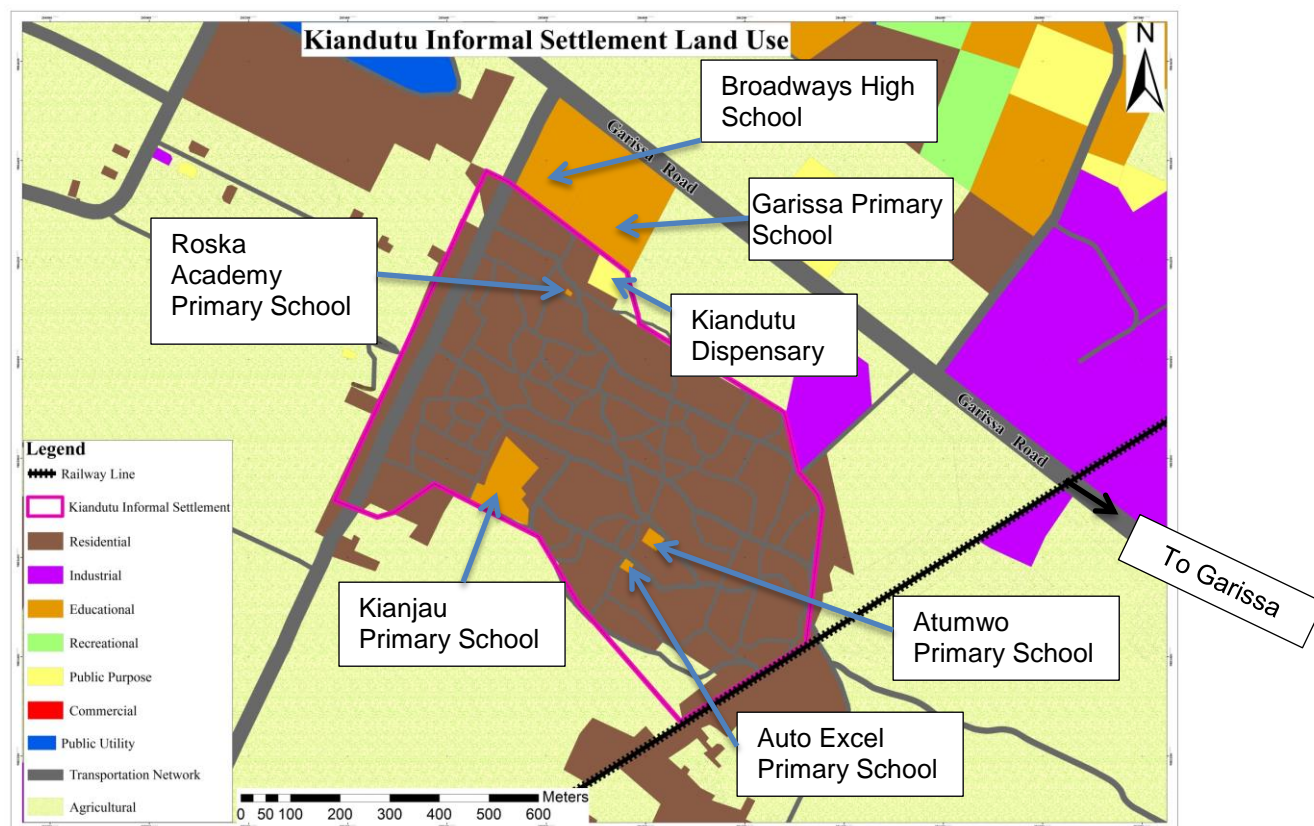 Kiandutu Informal Settlement Land Use
N
Broadways High
School
Garissa Road
Garissa Primary
School
Roska
Academy
Primary School
Kiandutu
Dispensary
Garissa Road
Legend
Railway Line
Kiandutu Informal Settlement
Residential
Industrial
Educational
Recreational
Public Purpose
Commercial
Public Utility
Transportation Network
Agricultural
To Garissa
Kianjau
Primary School
Atumwo
Primary School
Auto Excel
Primary School
Meters
0 50 100 200 300 400 500 600